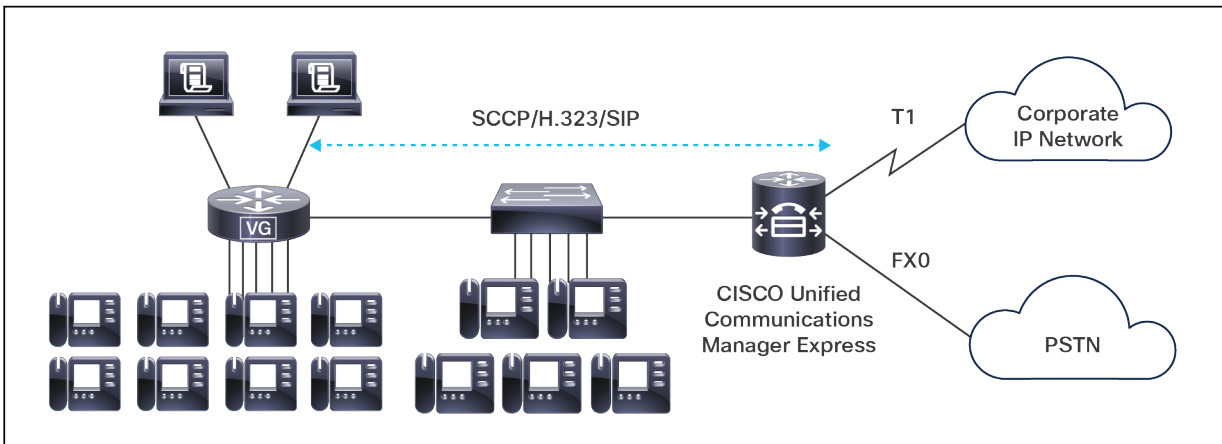 SCCP/H.323/SIP
T1
Corporate
IP Network
VG
FX0
CISCO Unified
Communications
Manager Express
PSTN